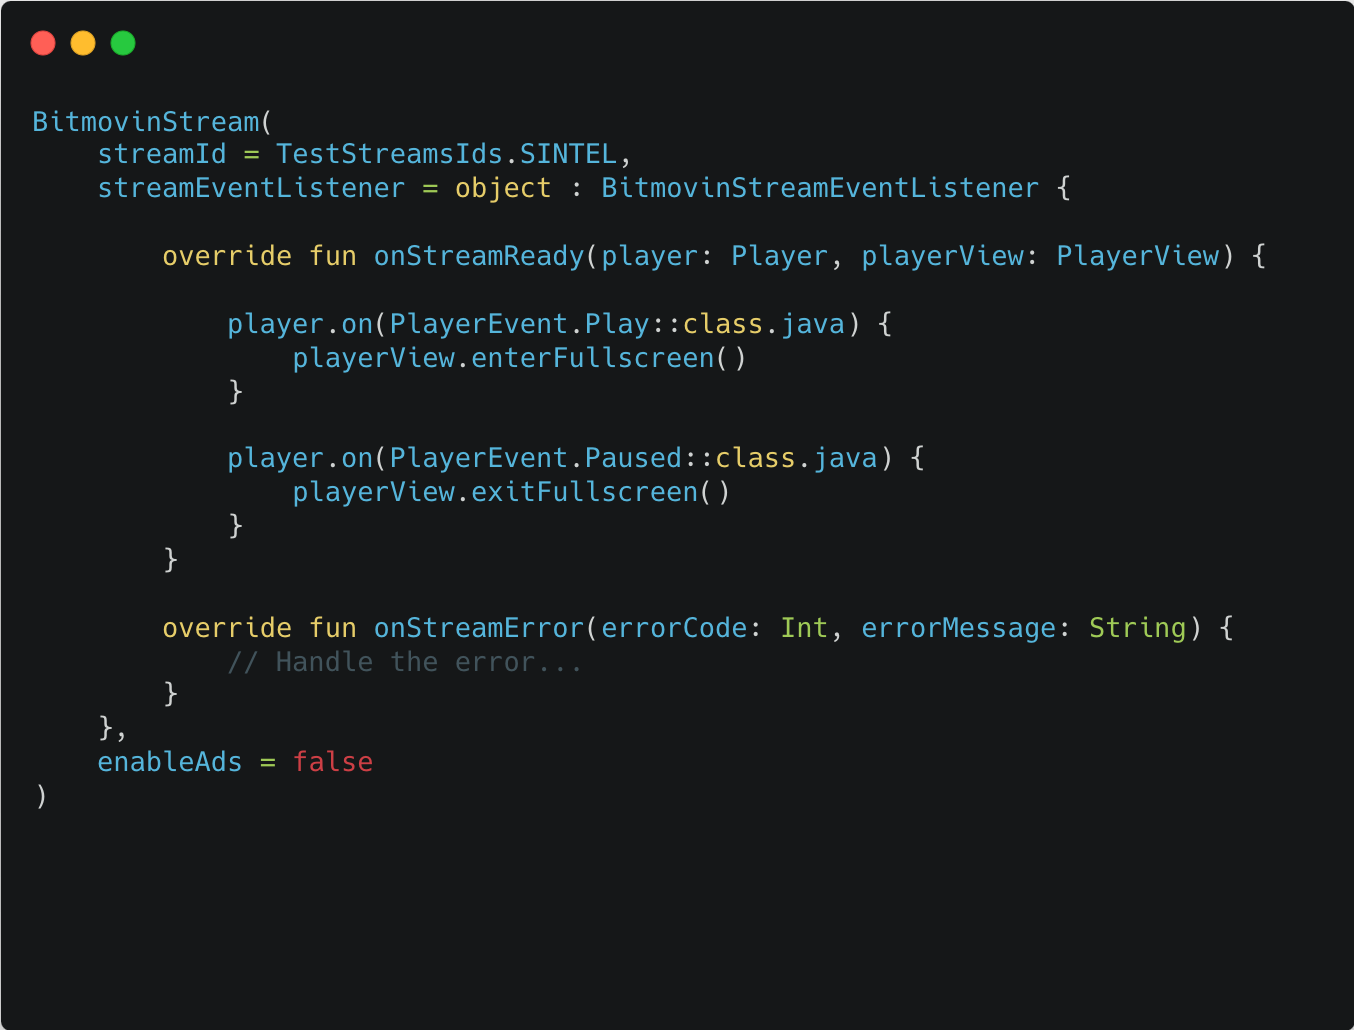 BitmovinStream(
    streamId = TestStreamsIds.SINTEL,
    streamEventListener = object : BitmovinStreamEventListener {

        override fun onStreamReady(player: Player, playerView: PlayerView) {

            player.on(PlayerEvent.Play::class.java) {
                playerView.enterFullscreen()
            }

            player.on(PlayerEvent.Paused::class.java) {
                playerView.exitFullscreen()
            }
        }

        override fun onStreamError(errorCode: Int, errorMessage: String) {
            // Handle the error...
        }
    },
    enableAds = false
)